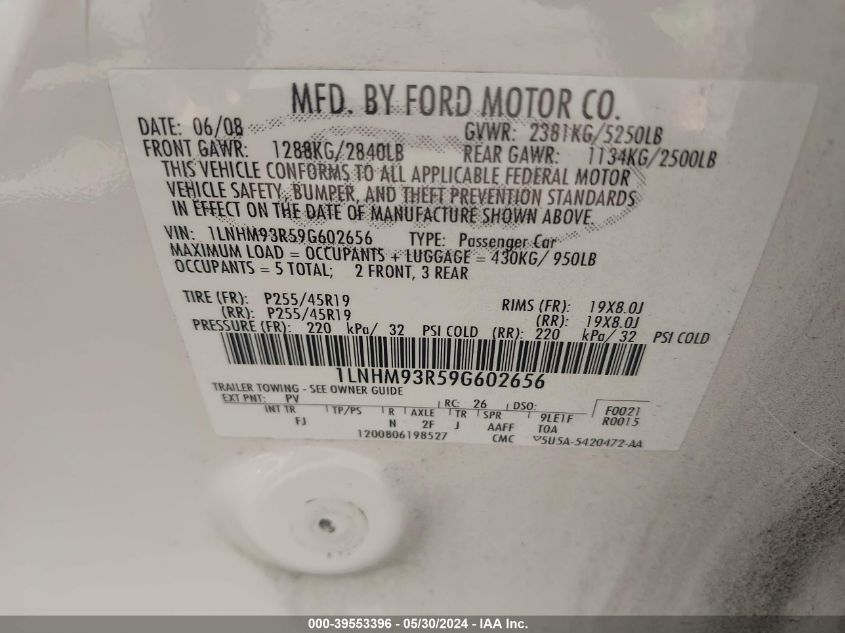 MFD. BY FORD MOTOR CO.
DATE: 06/08 GVWR: 2381KG/5250LB
FRONT GAWR: 1288KG/2840LB REAR GAWR: 1134KG/2500LB
THIS VEHICLE CONFORMS TO ALL APPLICABLE FEDERAL MOTOR
VEHICLE SAFETY, BUMPER, AND THEFT PREVENTION STANDARDS
IN EFFECT ON THE DATE OF MANUFACTURE SHOWN ABOVE.
VIN: 1LNHM93R59G602656 TYPE: Passenger Car
MAXIMUM LOAD = OCCUPANTS + LUGGAGE = 430KG/ 950LB
OCCUPANTS = 5 TOTAL; 2 FRONT, 3 REAR
TIRE (FR): P255/45R19 RIMS (FR): 19X8.0J
(RR): P255/45R19 (RR): 19X8.0J
PRESSURE (FR): 220 kPa/ 32 PSI COLD (RR): 220 kPa/ 32 PSI COLD
1LNHM93R59G602656
TRAILER TOWING - SEE OWNER GUIDE
EXT PNT: PV RC: 26 DSO: F0021
INT TR TP/PS R AXLE TR SPR 9LE1F R0015
FJ N 2F J AAFF TOA
1200806198527 CMC 5U5A-5420472-AA
000-39553396 - 05/30/2024 - IAA Inc.